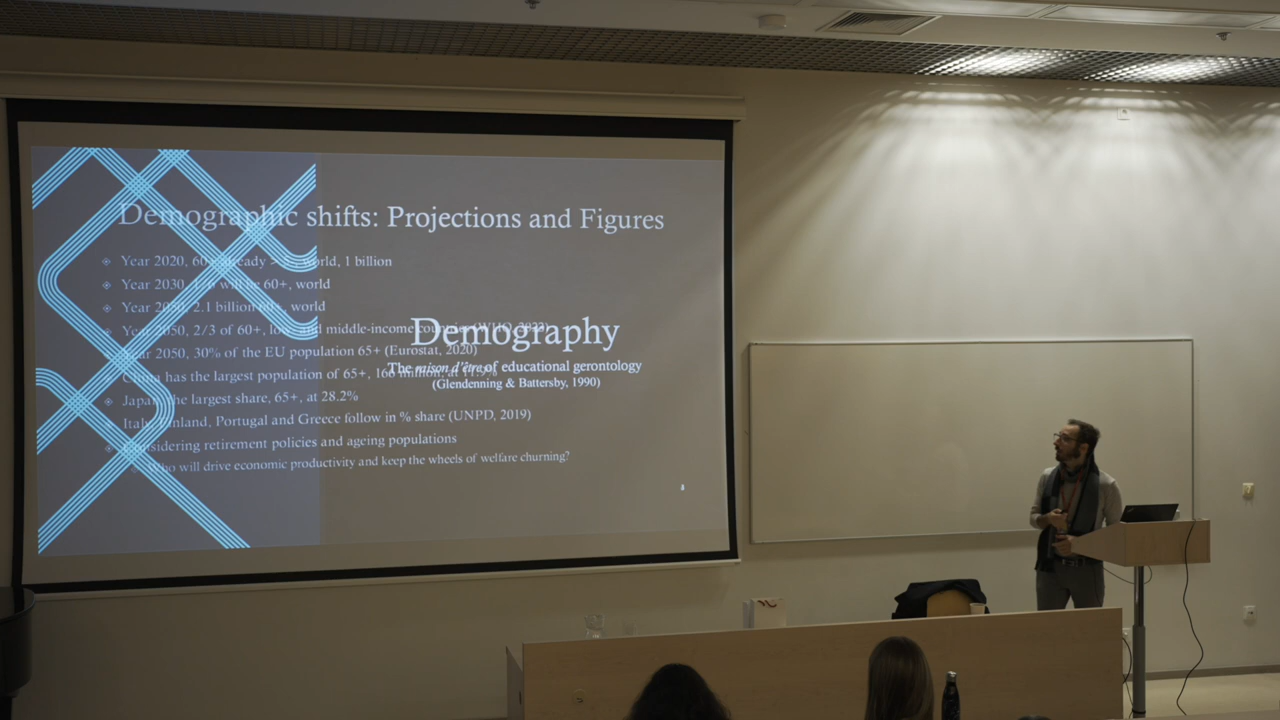 Demographic shifts: Projections and Figures
Year 2020, 60+ already > world, 1 billion
Year 2030, 1/6 will be 60+, world
Year 2050, 2.1 billion 60+, world
Year 2050, 2/3 of 60+, low and middle-income countries (WHO, 2022)
Year 2050, 30% of the EU population 65+ (Eurostat, 2020)
China has the largest population of 65+, 166 million, at 11.9%
Japan the largest share, 65+, at 28.2%
Italy, Finland, Portugal and Greece follow in % share (UNPD, 2019)
Considering retirement policies and ageing populations
Who will drive economic productivity and keep the wheels of welfare churning?
Demography
The raison d'être of educational gerontology
(Glendenning & Battersby, 1990)